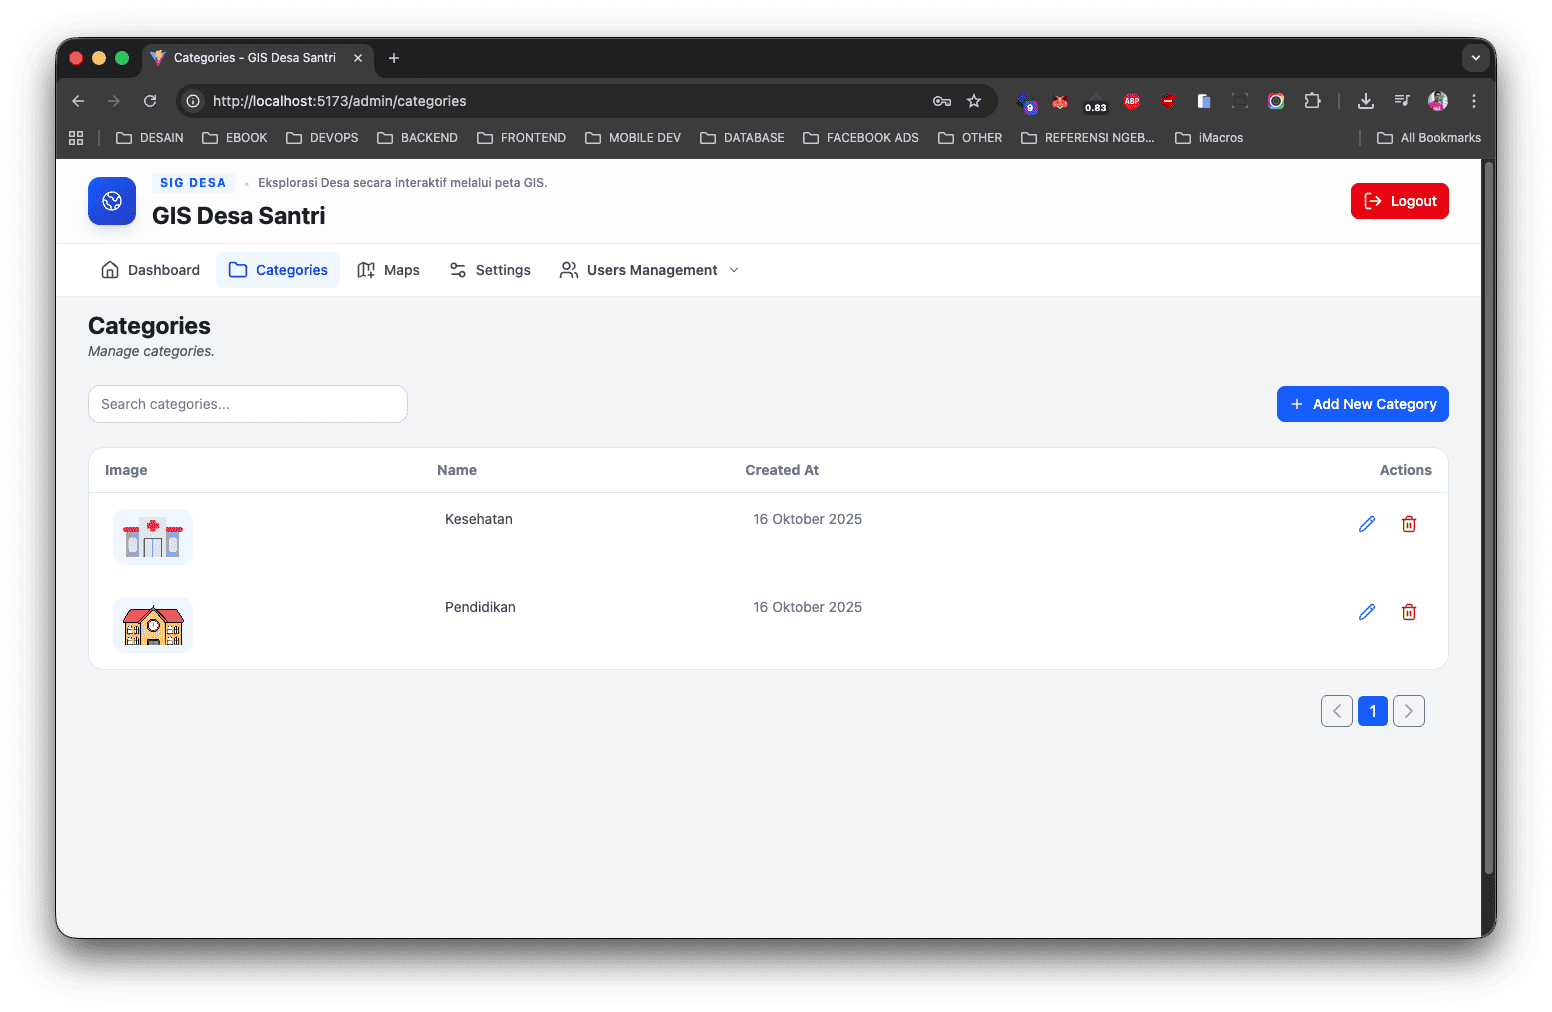 Categories - GIS Desa Santri
http://localhost:5173/admin/categories
9
0.83
ABP
DESAIN
EBOOK
DEVOPS
BACKEND
FRONTEND
MOBILE DEV
DATABASE
FACEBOOK ADS
OTHER
REFERENSI NGEB...
iMacros
All Bookmarks
SIG DESA
Eksplorasi Desa secara interaktif melalui peta GIS.
GIS Desa Santri
Logout
Dashboard
Categories
Maps
Settings
Users Management
Categories
Manage categories.
Search categories...
+ Add New Category
Image
Name
Created At
Actions
Kesehatan
16 Oktober 2025
Pendidikan
16 Oktober 2025
1